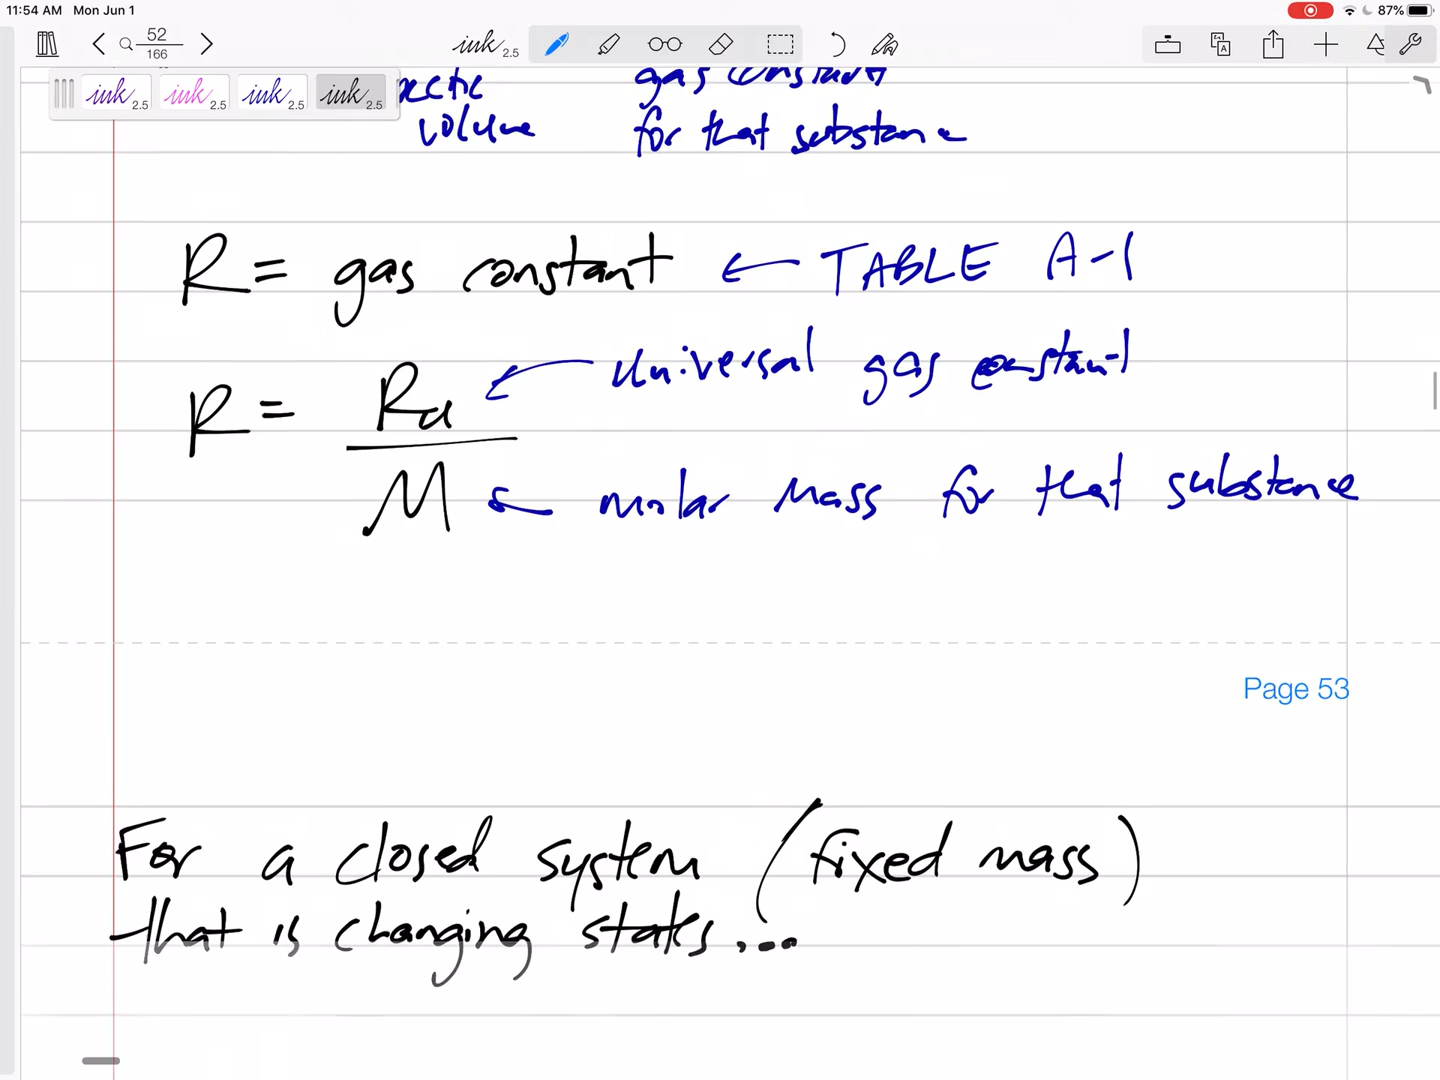 11:54 AM Mon Jun 1
87%
52
166
ink 2.5
ink 2.5 ink 2.5 ink 2.5 ink 2.5
gas constant
volume for that substance
R = gas constant ← TABLE A-1
R = Ru ← universal gas constant
M ← molar mass for that substance
Page 53
For a closed system (fixed mass)
that is changing states...